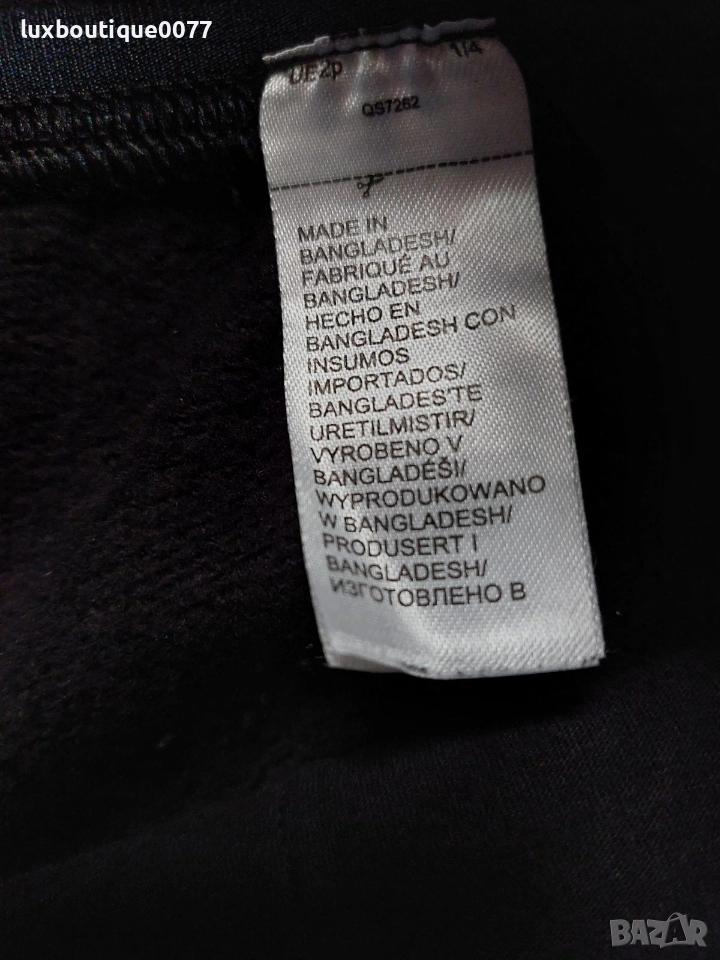 luxboutique0077
UE2p 1/4
QS7262
MADE IN
BANGLADESH/
FABRIQUÉ AU
BANGLADESH/
HECHO EN
BANGLADESH CON
INSUMOS
IMPORTADOS/
BANGLADES'TE
URETILMISTIR/
VYROBENO V
BANGLADÉŠI/
WYPRODUKOWANO
W BANGLADESH/
PRODUSERT I
BANGLADESH/
ИЗГОТОВЛЕНО В
BAZAR